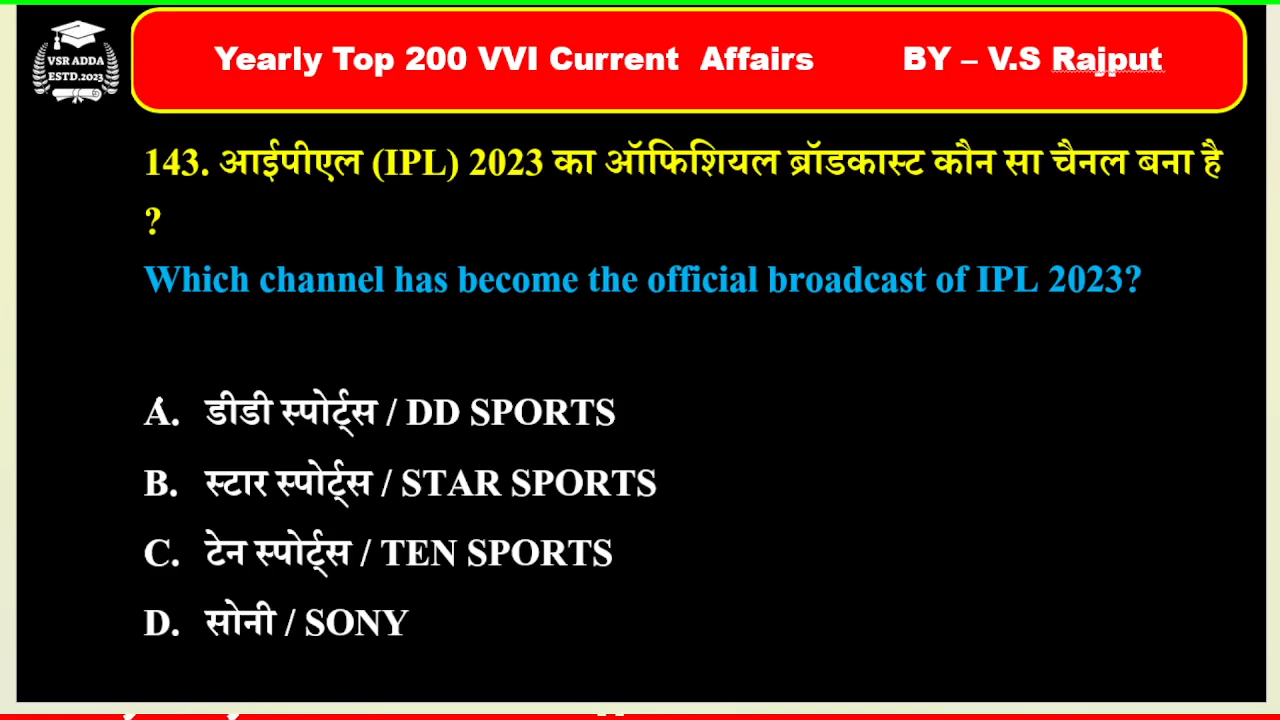 VSR ADDA
ESTD.2023
Yearly Top 200 VVI Current Affairs BY – V.S Rajput
143. आईपीएल (IPL) 2023 का ऑफिशियल ब्रॉडकास्ट कौन सा चैनल बना है
?
Which channel has become the official broadcast of IPL 2023?
A. डीडी स्पोर्ट्स / DD SPORTS
B. स्टार स्पोर्ट्स / STAR SPORTS
C. टेन स्पोर्ट्स / TEN SPORTS
D. सोनी / SONY